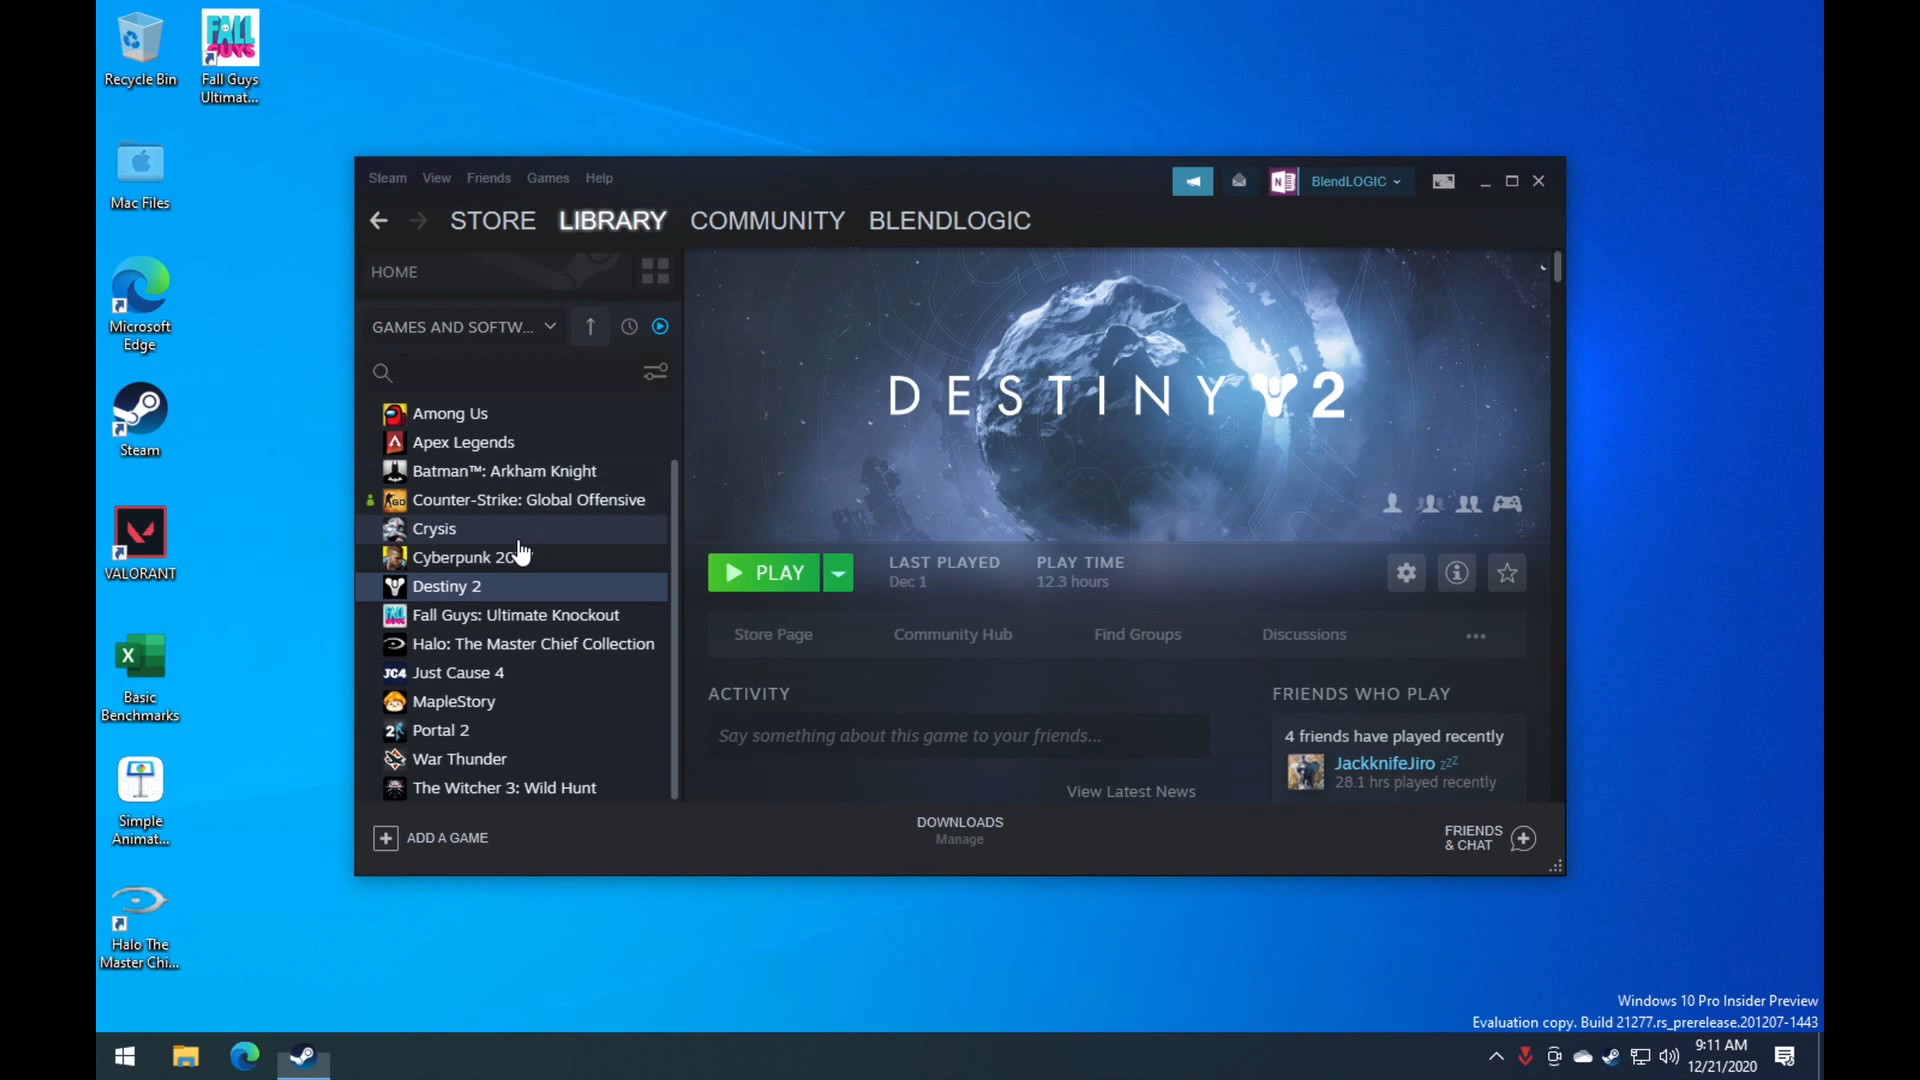 Recycle Bin
FALL
GUYS
Fall Guys
Ultimat...
Mac Files
Microsoft
Edge
Steam
VALORANT
Basic
Benchmarks
Simple
Animat...
Halo The
Master Chi...
Steam View Friends Games Help
BlendLOGIC
STORE LIBRARY COMMUNITY BLENDLOGIC
HOME
GAMES AND SOFTW...
Among Us
Apex Legends
Batman™: Arkham Knight
Counter-Strike: Global Offensive
Crysis
Cyberpunk
Destiny 2
Fall Guys: Ultimate Knockout
Halo: The Master Chief Collection
JC4 Just Cause 4
MapleStory
Portal 2
War Thunder
The Witcher 3: Wild Hunt
ADD A GAME
DESTINY 2
PLAY
LAST PLAYED
Dec 1
PLAY TIME
12.3 hours
Store Page Community Hub Find Groups Discussions
ACTIVITY
Say something about this game to your friends...
View Latest News
FRIENDS WHO PLAY
4 friends have played recently
JackknifeJiro zzZ
28.1 hrs played recently
DOWNLOADS
Manage
FRIENDS
& CHAT
Windows 10 Pro Insider Preview
Evaluation copy. Build 21277.rs_prerelease.201207-1443
9:11 AM
12/21/2020